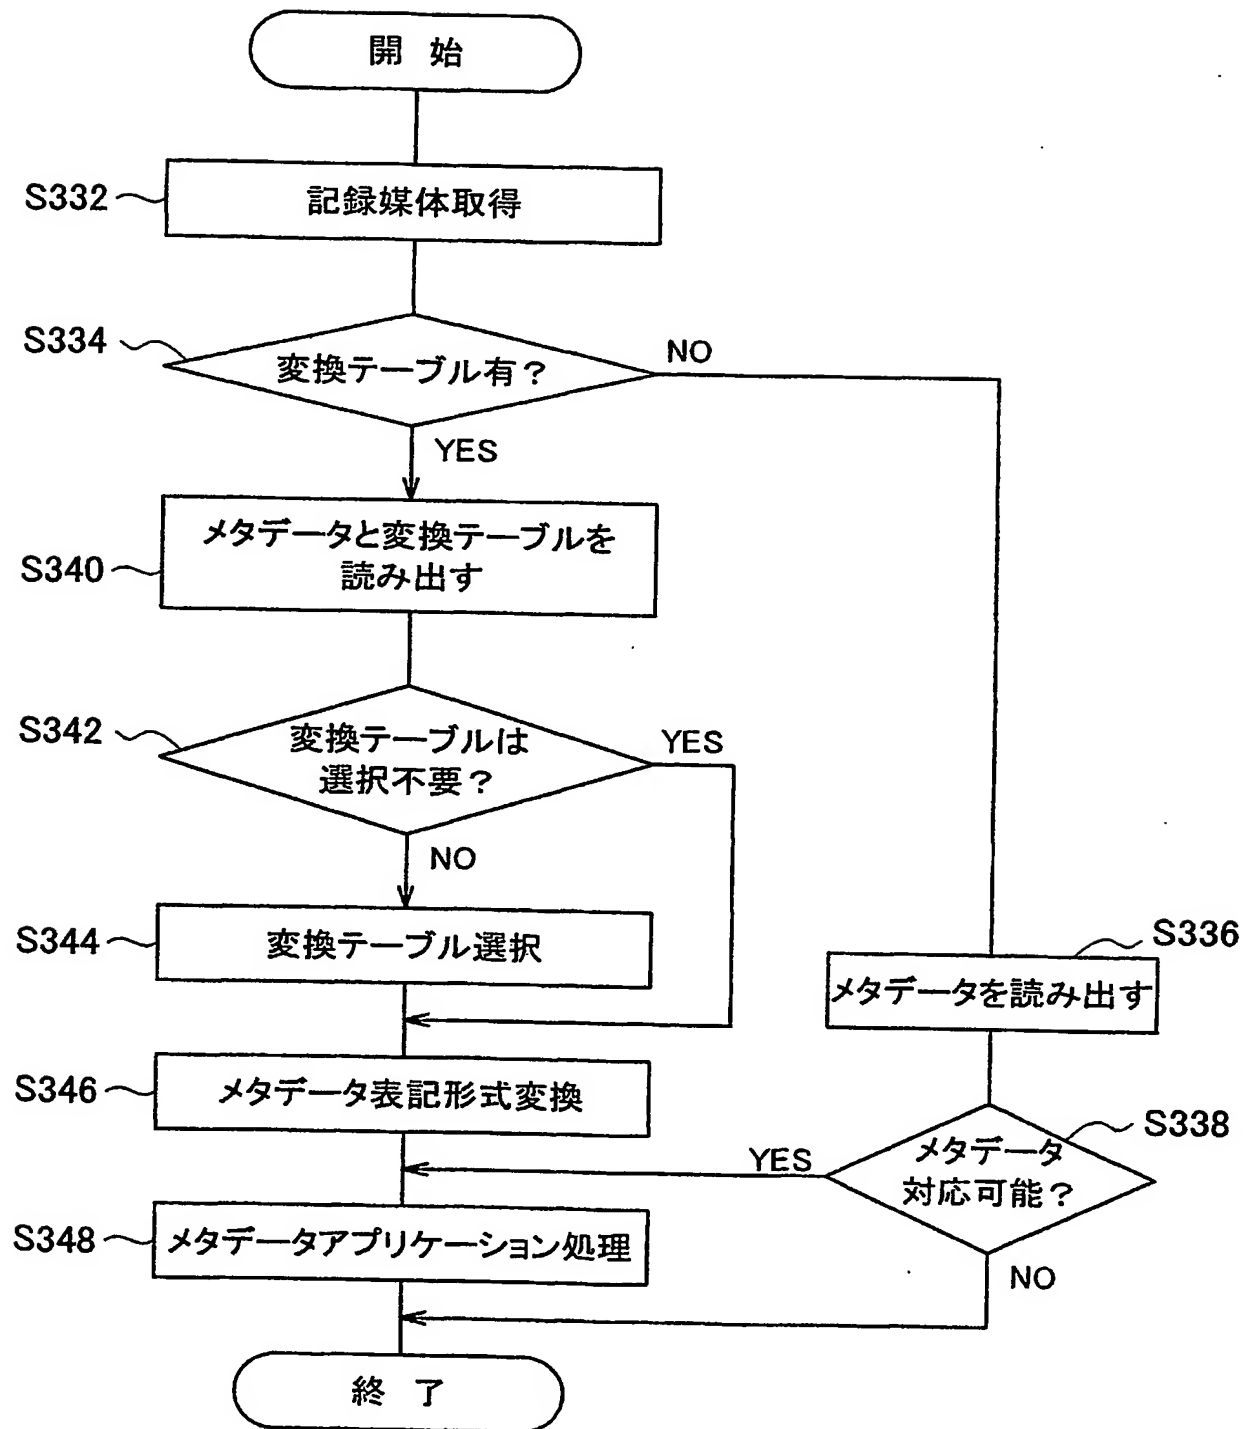 開 始
S332
記録媒体取得
S334
変換テーブル有?
NO
YES
S340
メタデータと変換テーブルを
読み出す
S342
変換テーブルは
選択不要?
YES
NO
S344
変換テーブル選択
S336
メタデータを読み出す
S346
メタデータ表記形式変換
S338
メタデータ
対応可能?
YES
NO
S348
メタデータアプリケーション処理
終 了